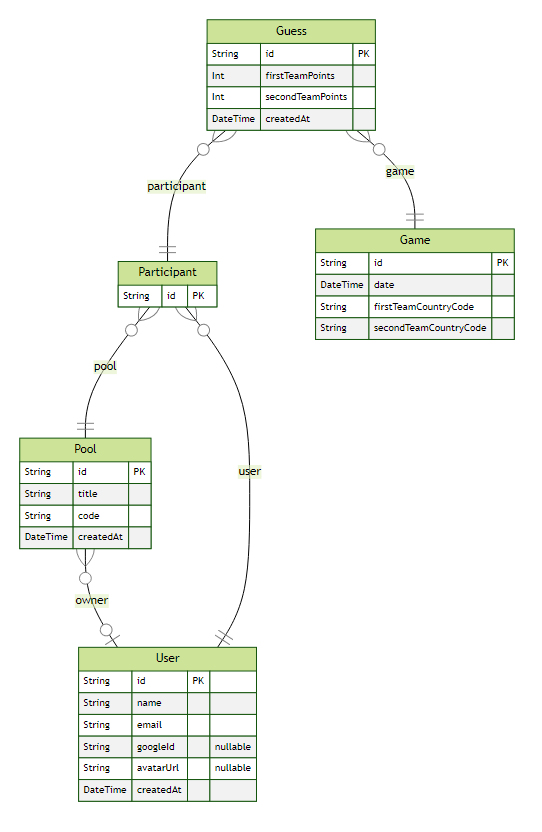 Guess
String id PK
Int firstTeamPoints
Int secondTeamPoints
DateTime createdAt
participant
game
Game
String id PK
DateTime date
String firstTeamCountryCode
String secondTeamCountryCode
Participant
String id PK
pool
user
Pool
String id PK
String title
String code
DateTime createdAt
owner
User
String id PK
String name
String email
String googleId nullable
String avatarUrl nullable
DateTime createdAt